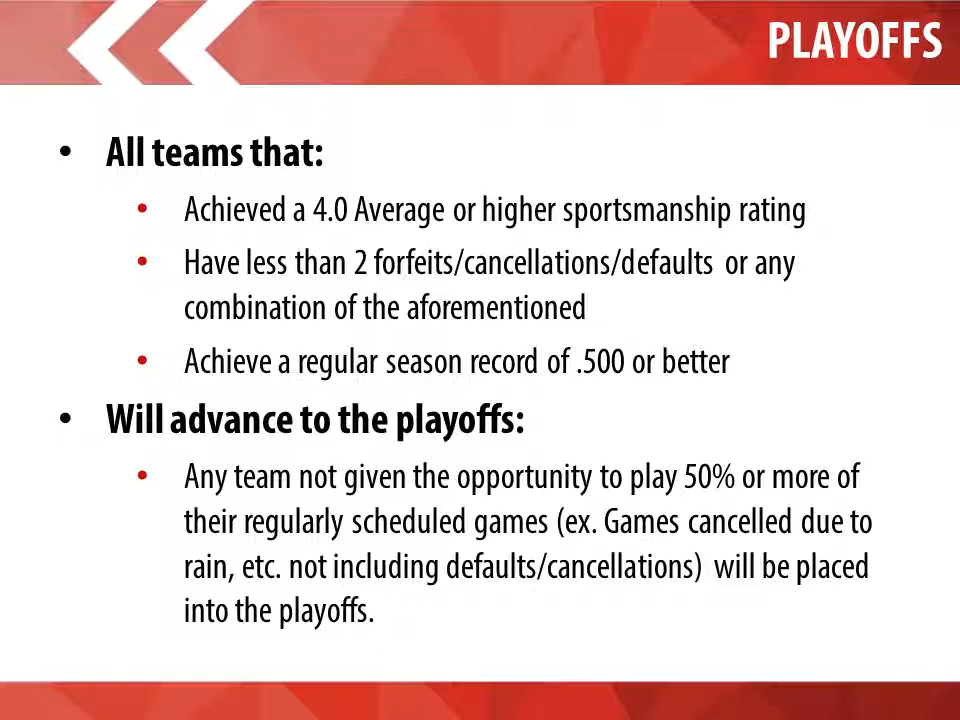 PLAYOFFS
• All teams that:
• Achieved a 4.0 Average or higher sportsmanship rating
• Have less than 2 forfeits/cancellations/defaults or any
combination of the aforementioned
• Achieve a regular season record of .500 or better
• Will advance to the playoffs:
• Any team not given the opportunity to play 50% or more of
their regularly scheduled games (ex. Games cancelled due to
rain, etc. not including defaults/cancellations) will be placed
into the playoffs.